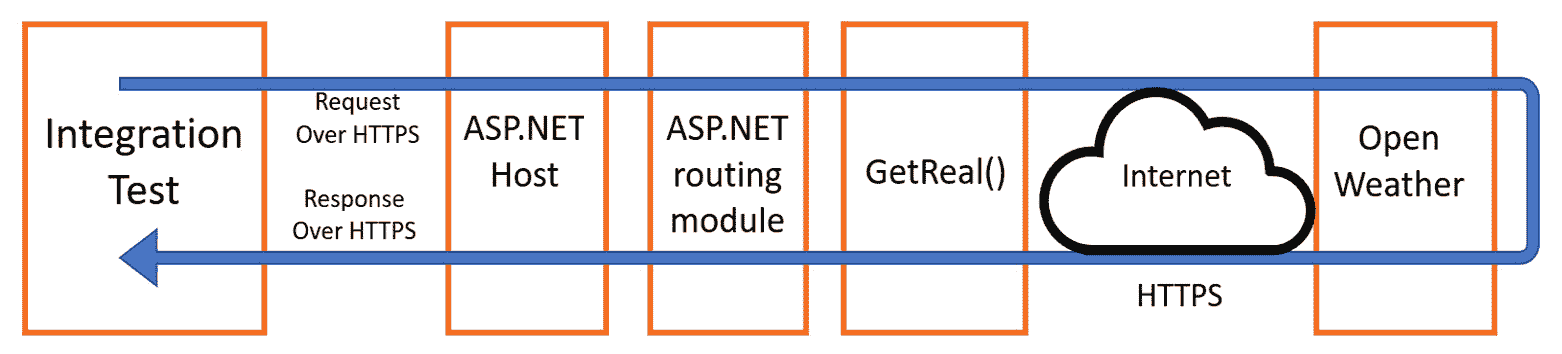 Integration
Test
Request
Over HTTPS
Response
Over HTTPS
ASP.NET
Host
ASP.NET
routing
module
GetReal()
Internet
HTTPS
Open
Weather